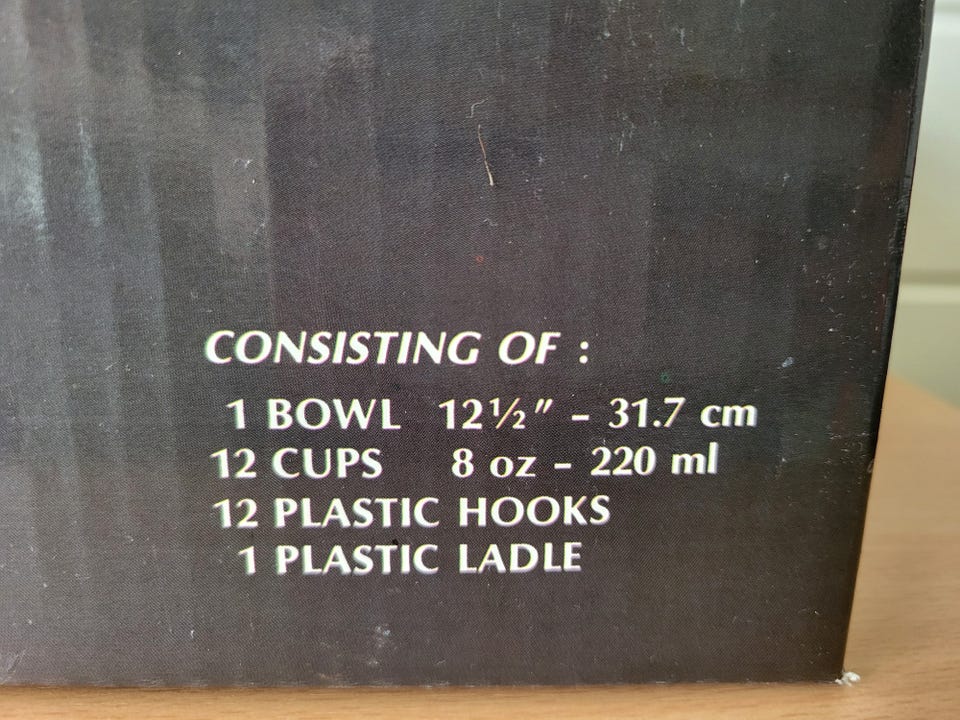 CONSISTING OF :
1 BOWL 12½" – 31.7 cm
12 CUPS 8 oz – 220 ml
12 PLASTIC HOOKS
1 PLASTIC LADLE